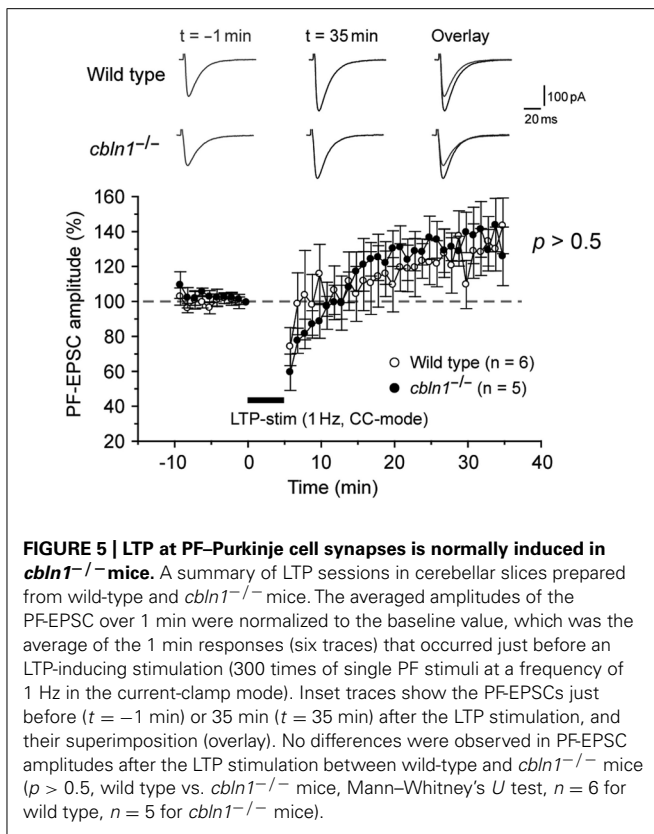 t = −1 min t = 35 min Overlay
Wild type
100 pA
20 ms
cbln1−/−
160
140
120
100
80
60
40
20
PF-EPSC amplitude (%)
p > 0.5
Wild type (n = 6)
cbln1−/− (n = 5)
LTP-stim (1 Hz, CC-mode)
-10 0 10 20 30 40
Time (min)
FIGURE 5 | LTP at PF–Purkinje cell synapses is normally induced in
cbln1−/− mice. A summary of LTP sessions in cerebellar slices prepared
from wild-type and cbln1−/− mice. The averaged amplitudes of the
PF-EPSC over 1 min were normalized to the baseline value, which was the
average of the 1 min responses (six traces) that occurred just before an
LTP-inducing stimulation (300 times of single PF stimuli at a frequency of
1 Hz in the current-clamp mode). Inset traces show the PF-EPSCs just
before (t = −1 min) or 35 min (t = 35 min) after the LTP stimulation, and
their superimposition (overlay). No differences were observed in PF-EPSC
amplitudes after the LTP stimulation between wild-type and cbln1−/− mice
(p > 0.5, wild type vs. cbln1−/− mice, Mann–Whitney's U test, n = 6 for
wild type, n = 5 for cbln1−/− mice).